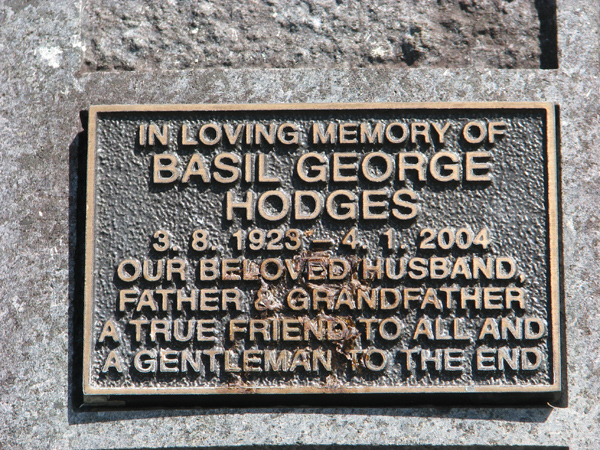 IN LOVING MEMORY OF
BASIL GEORGE
HODGES
3. 8. 1923 - 4. 1. 2004
OUR BELOVED HUSBAND,
FATHER & GRANDFATHER
A TRUE FRIEND TO ALL AND
A GENTLEMAN TO THE END